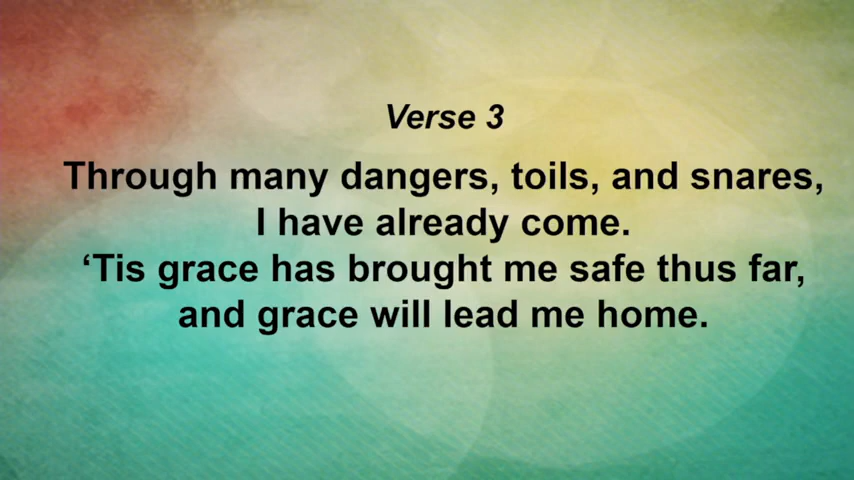 Verse 3
Through many dangers, toils, and snares,
I have already come.
‘Tis grace has brought me safe thus far,
and grace will lead me home.